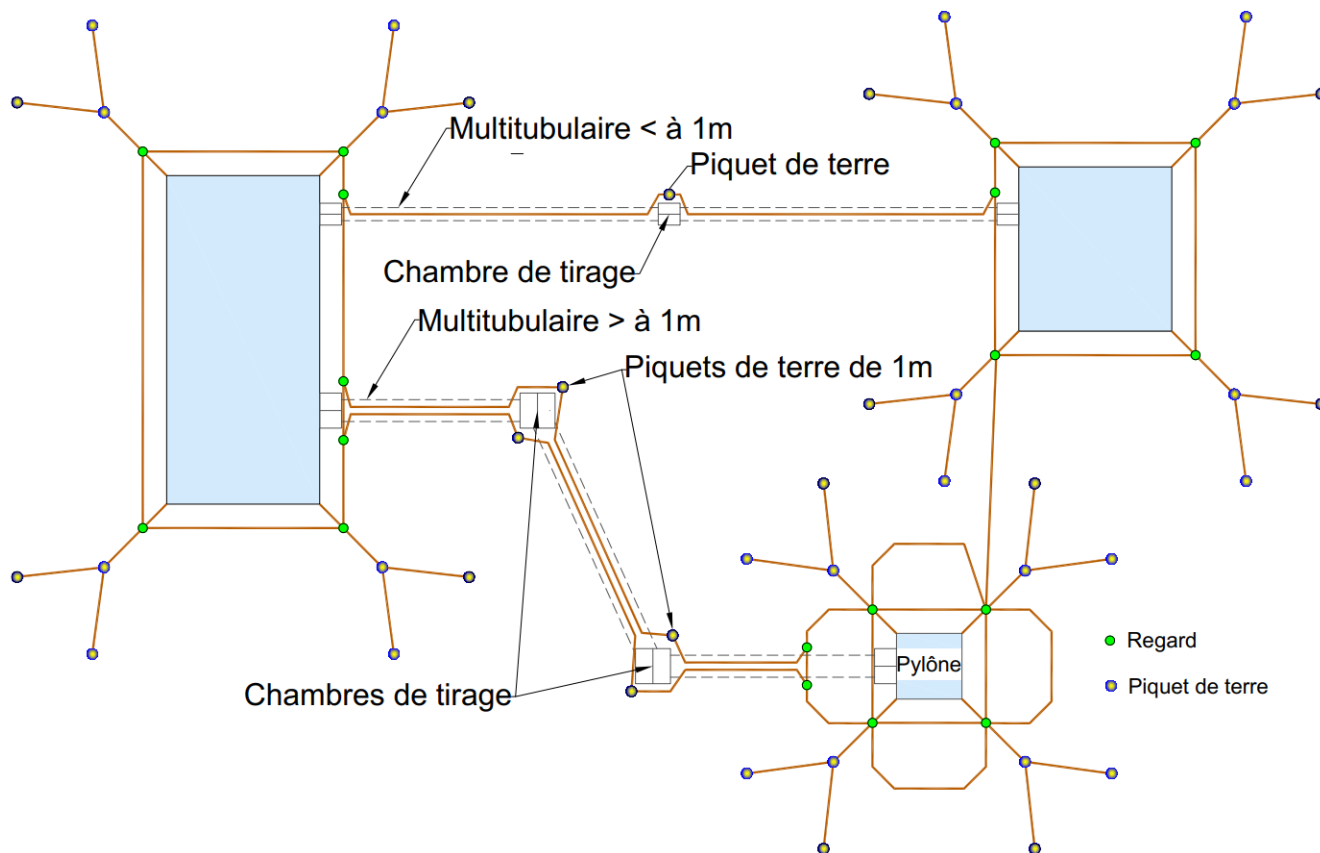 Multitubulaire < à 1m
Piquet de terre
Chambre de tirage
Multitubulaire > à 1m
Piquets de terre de 1m
Regard
Pylône
Piquet de terre
Chambres de tirage